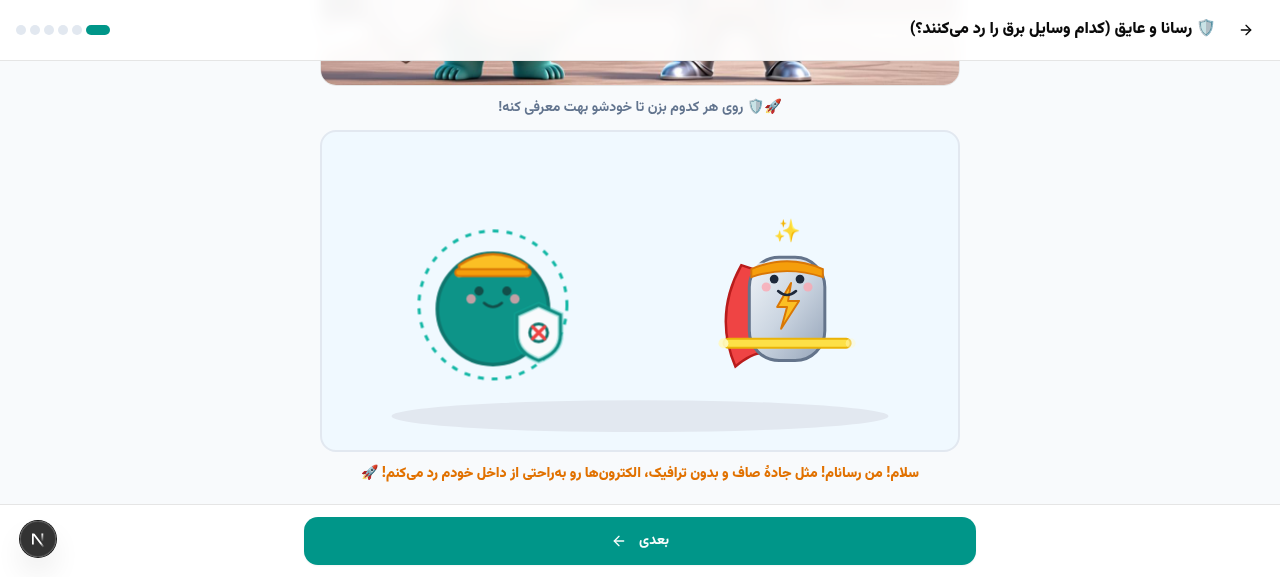 🛡️ رسانا و عایق (کدام وسایل برق را رد می‌کنند؟)
🚀🛡️ روی هر کدوم بزن تا خودشو بهت معرفی کنه!
سلام! من رسانام! مثل جادهٔ صاف و بدون ترافیک، الکترون‌ها رو به‌راحتی از داخل خودم رد می‌کنم! 🚀
بعدی
N